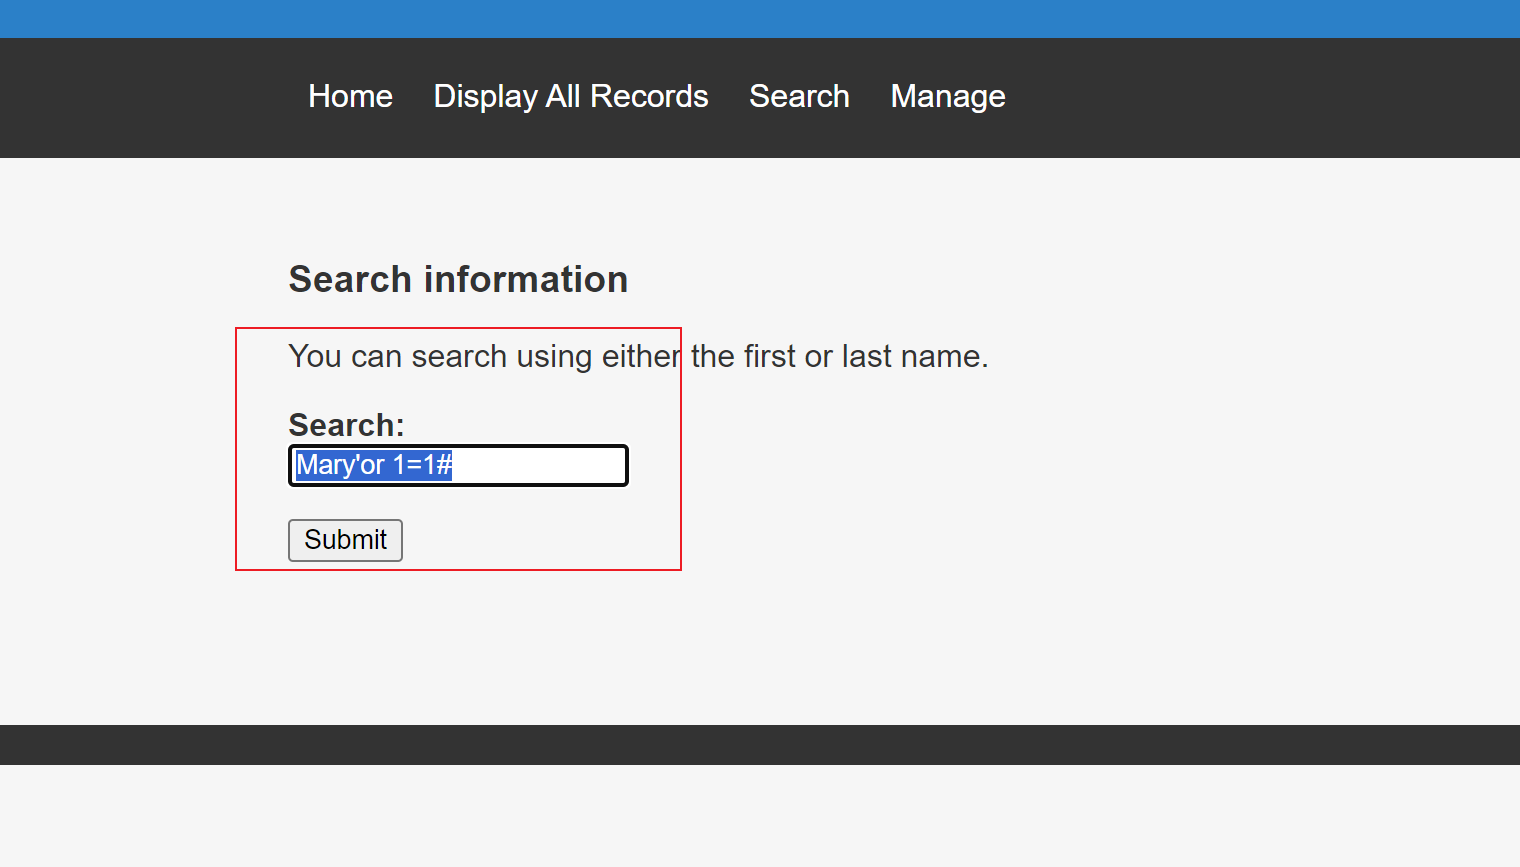 Home Display All Records Search Manage
Search information
You can search using either the first or last name.
Search:
Mary'or 1=1#
Submit